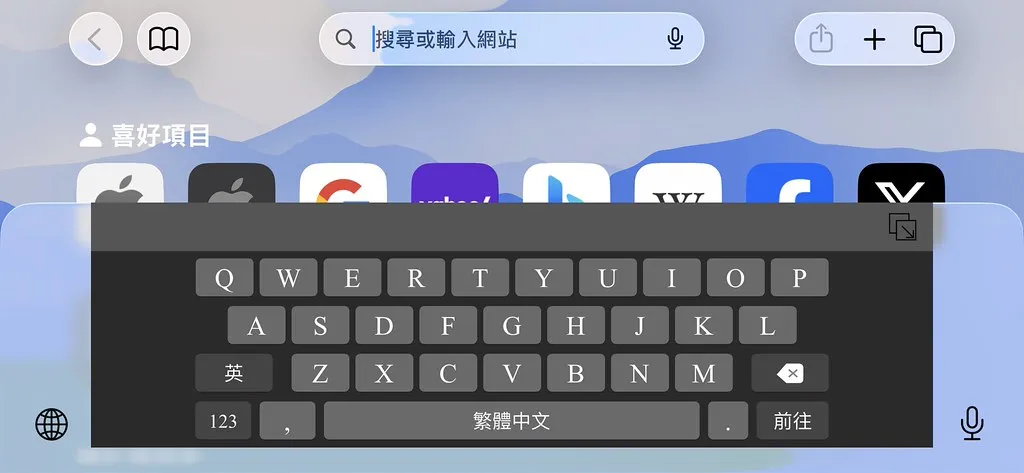 搜尋或輸入網站
喜好項目
G yahoo! b W f X
Q W E R T Y U I O P
A S D F G H J K L
英 Z X C V B N M
123 , 繁體中文 . 前往